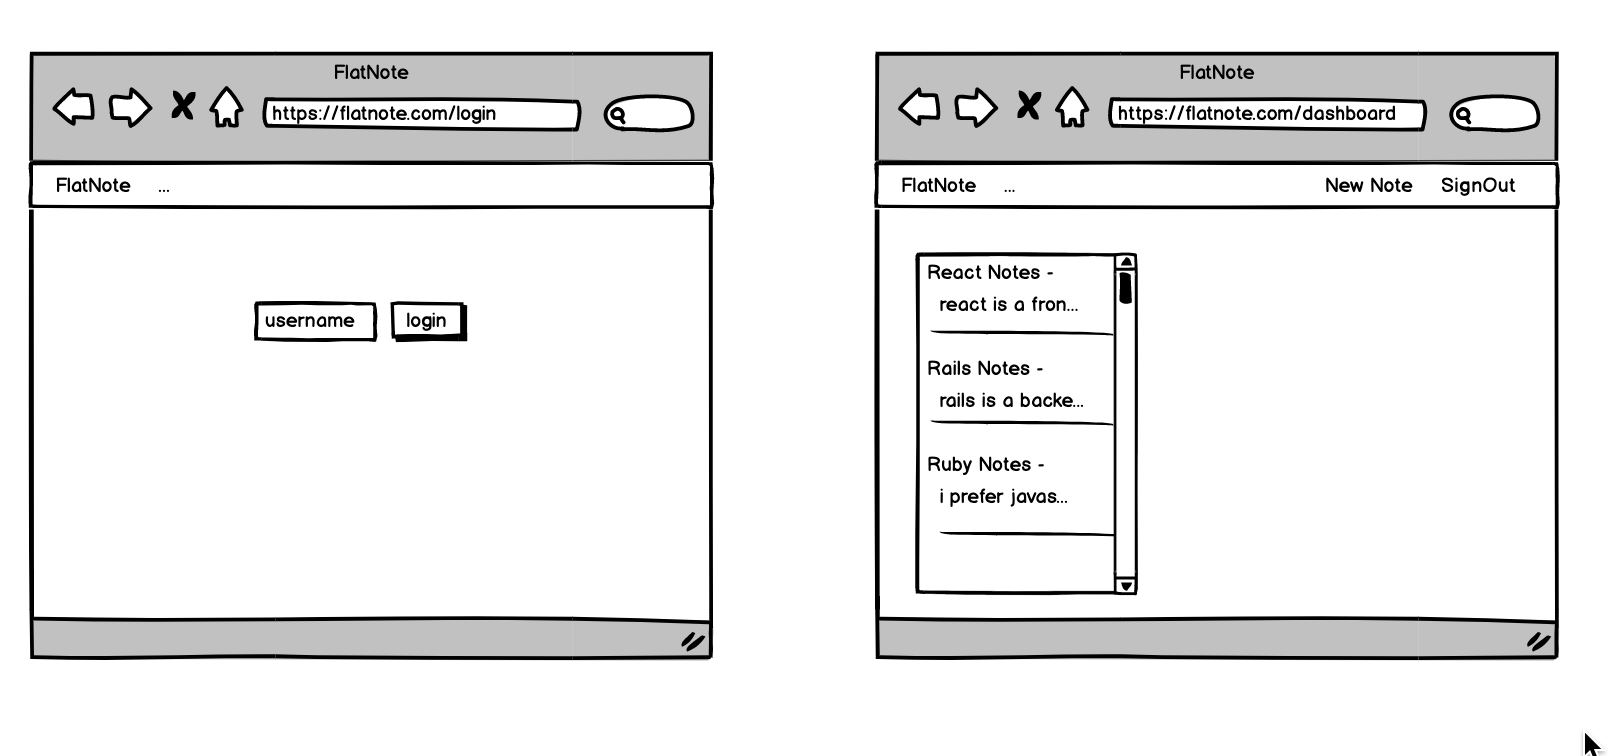 FlatNote
https://flatnote.com/login
FlatNote ...
username login
FlatNote
https://flatnote.com/dashboard
FlatNote ... New Note SignOut
React Notes -
react is a fron...
Rails Notes -
rails is a backe...
Ruby Notes -
i prefer javas...